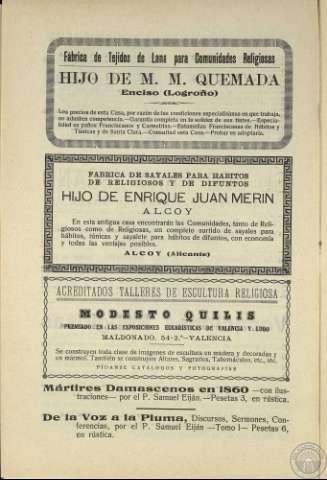 Fábrica de Tejidos de Lana para Comunidades Religiosas
HIJO DE M. M. QUEMADA
Enciso (Logroño)
Los precios de esta Casa, por razón de las condiciones especialísimas en que trabaja,
no admiten competencia.—Garantía completa en la solidez de sus tintes.—Especia-
lidad en paños Franciscanos y Carmelitas.—Estameñas Franciscanas de Hábitos y
Túnicas y de Santa Clara.—Consultad esta Casa.—Probar es adoptarla.
FABRICA DE SAYALES PARA HABITOS
DE RELIGIOSOS Y DE DIFUNTOS
HIJO DE ENRIQUE JUAN MERIN
ALCOY
En esta antigua casa encontrarán las Comunidades, tanto de Reli-
giosos como de Religiosas, un completo surtido de sayales para
hábitos, túnicas y sayalete para hábitos de difuntos, con economía
y todas las ventajas posibles.
ALCOY (Alicante)
ACREDITADOS TALLERES DE ESCULTURA RELIGIOSA
MODESTO QUILIS
PREMIADO EN LAS EXPOSICIONES EUCARÍSTICAS DE VALENCIA Y LUGO
MALDONADO, 54-2.º-VALENCIA
Se construyen toda clase de imágenes de escultura en madera y decoradas y
en mármol. También se construyen Altares, Sagrarios, Tabernáculos, etc., etc.
PÍDANSE CATÁLOGOS Y FOTOGRAFÍAS
Mártires Damascenos en 1860 —con ilus-
traciones— por el P. Samuel Eiján.—Pesetas 3, en rústica.
De la Voz a la Pluma, Discursos, Sermones, Con-
ferencias, por el P. Samuel Eiján —Tomo I— Pesetas 6,
en rústica.